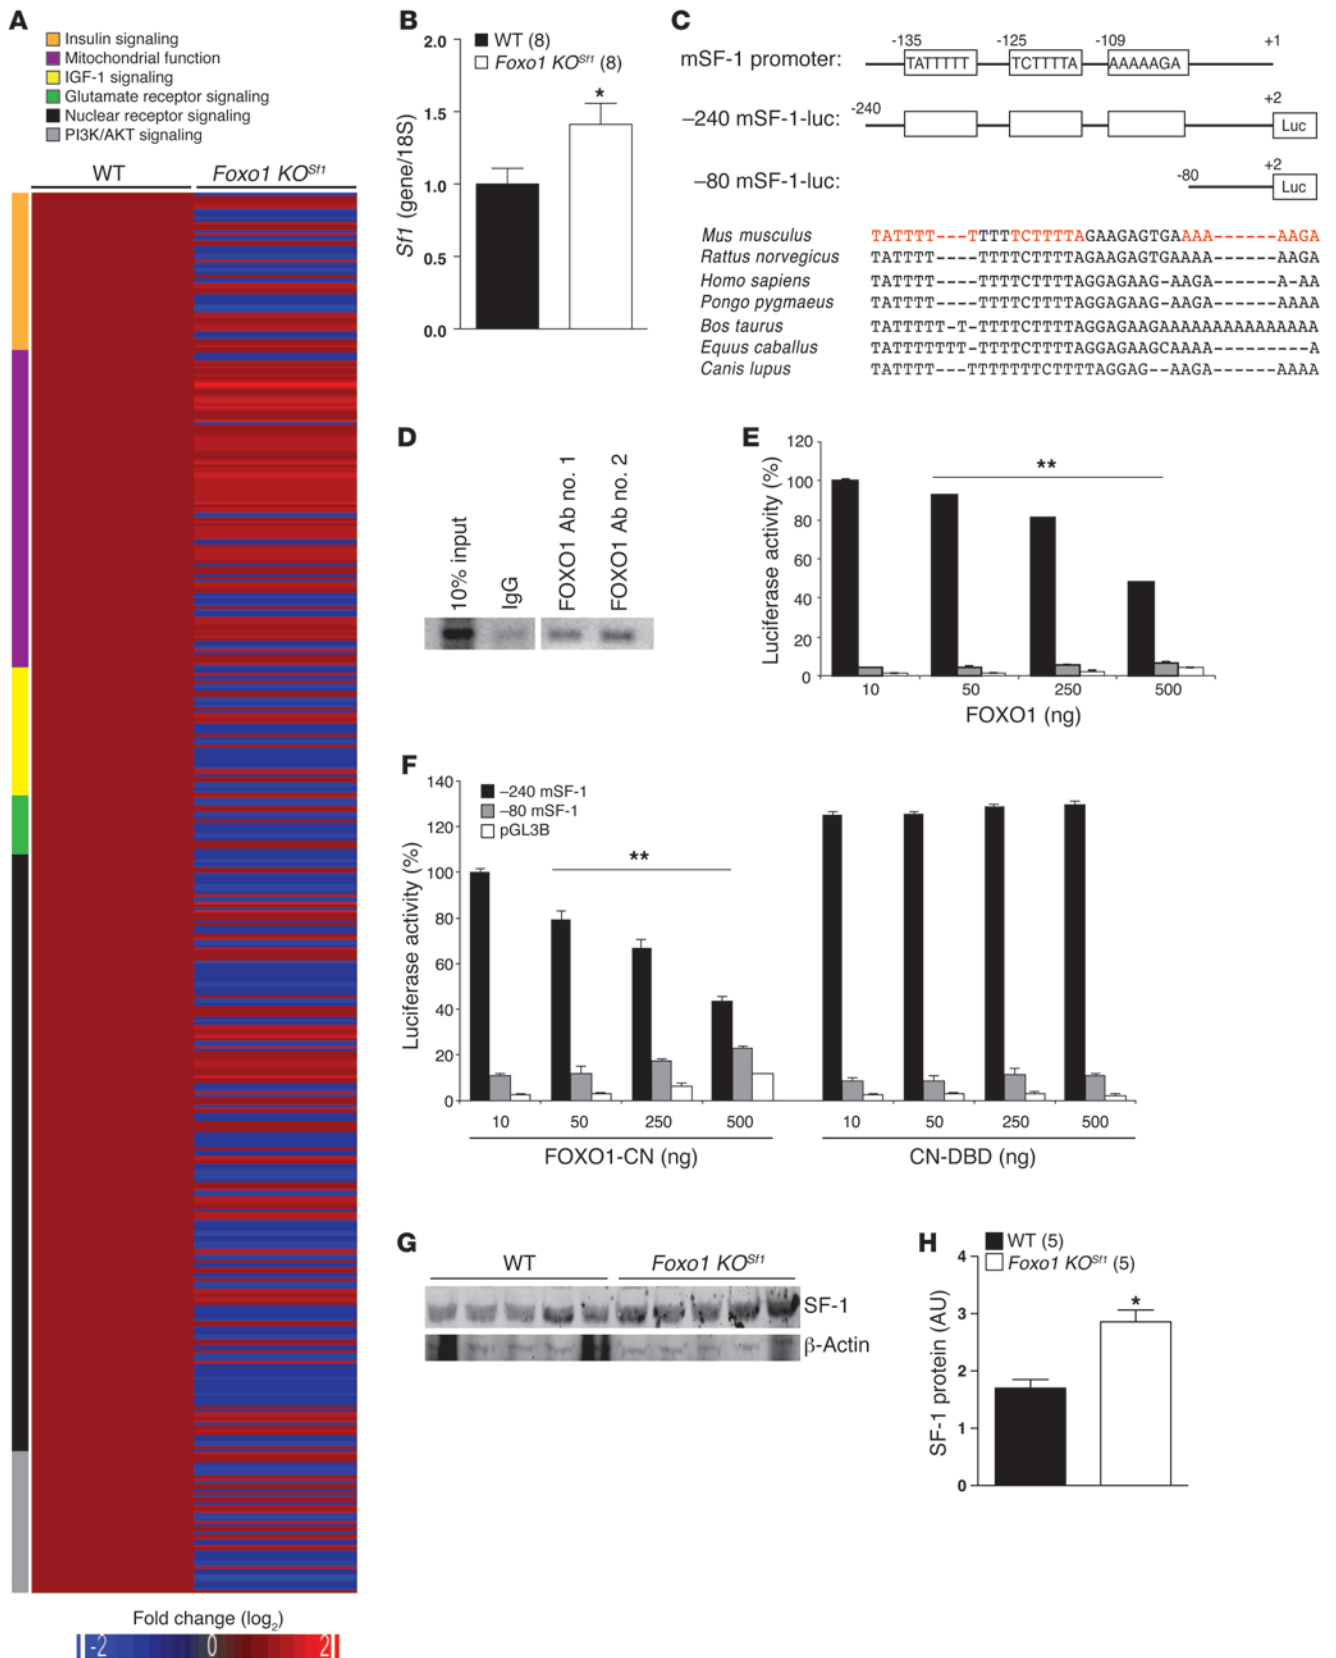 A
Insulin signaling
Mitochondrial function
IGF-1 signaling
Glutamate receptor signaling
Nuclear receptor signaling
PI3K/AKT signaling
WT
Foxo1 KO^Sf1
Fold change (log2)
-2
0
2
B
WT (8)
Foxo1 KO^Sf1 (8)
Sf1 (gene/18S)
2.0
1.5
1.0
0.5
0.0
*
C
mSF-1 promoter:
-135
-125
-109
+1
TATTTTT
TCTTTTA
AAAAAGA
–240 mSF-1-luc:
-240
+2
Luc
–80 mSF-1-luc:
-80
+2
Luc
Mus musculus TATTTT---TTTTTCTTTTAGAAGAGTGAAAA------AAGA
Rattus norvegicus TATTTT----TTTTCTTTTAGAAGAGTGAAAA------AAGA
Homo sapiens TATTTT----TTTTCTTTTAGGAGAAG-AAGA------A-AA
Pongo pygmaeus TATTTT----TTTTCTTTTAGGAGAAG-AAGA------AAAA
Bos taurus TATTTTT-T-TTTTCTTTTAGGAGAAGAAAAAAAAAAAAAAA
Equus caballus TATTTTTTT-TTTTCTTTTAGGAGAAGCAAAA---------A
Canis lupus TATTTT---TTTTTTTCTTTTAGGAG--AAGA------AAAA
D
10% input
IgG
FOXO1 Ab no. 1
FOXO1 Ab no. 2
E
Luciferase activity (%)
120
100
80
60
40
20
0
**
10 50 250 500
FOXO1 (ng)
F
–240 mSF-1
–80 mSF-1
pGL3B
Luciferase activity (%)
140
120
100
80
60
40
20
0
**
10 50 250 500 10 50 250 500
FOXO1-CN (ng)
CN-DBD (ng)
G
WT
Foxo1 KO^Sf1
SF-1
β-Actin
H
WT (5)
Foxo1 KO^Sf1 (5)
SF-1 protein (AU)
4
3
2
1
0
*